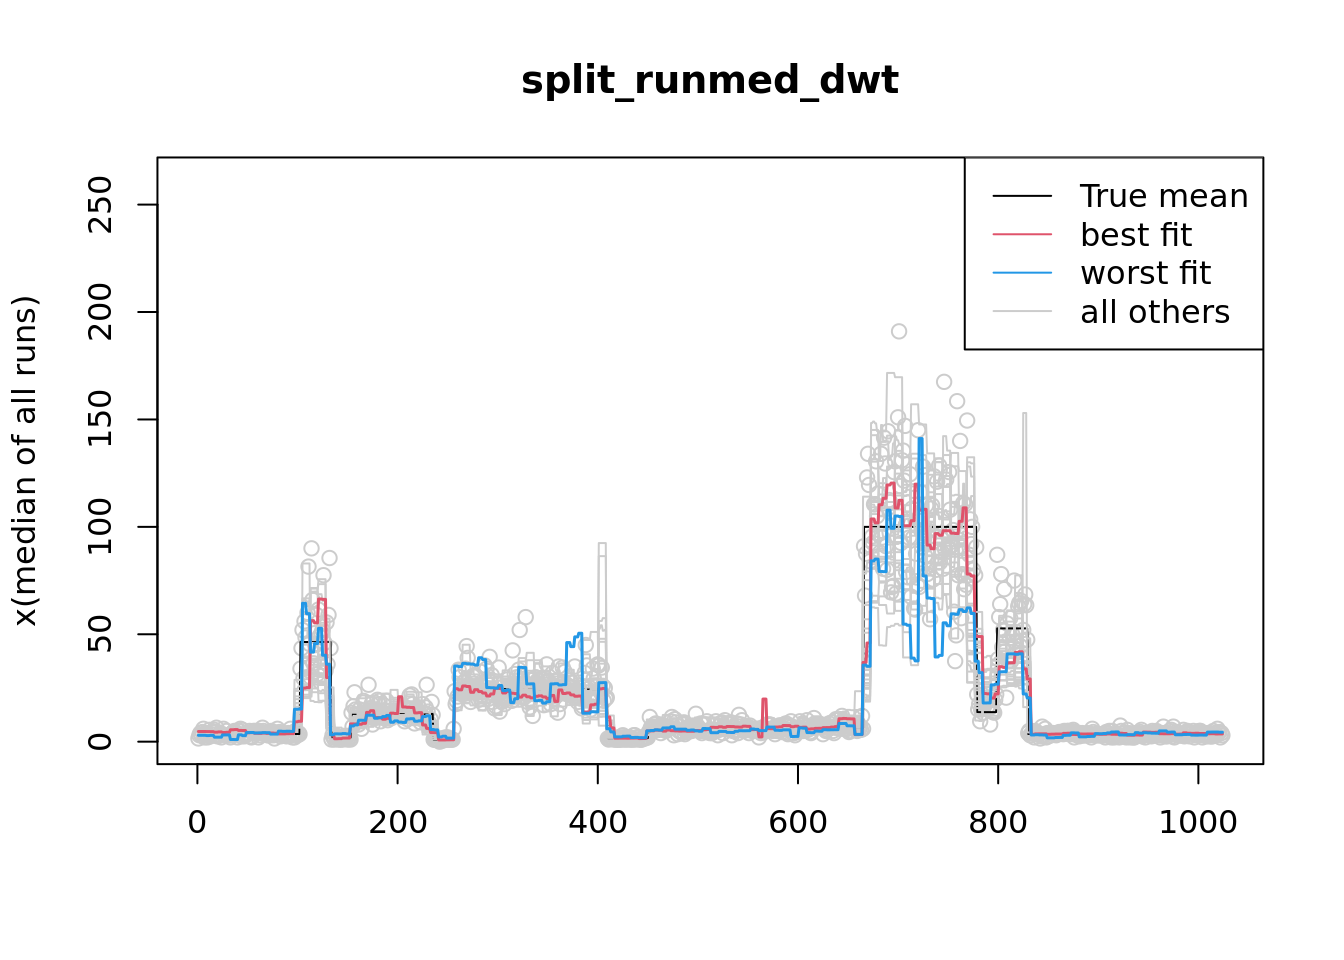 split_runmed_dwt
x(median of all runs)
250
200
150
100
50
0
True mean
best fit
worst fit
all others
0 200 400 600 800 1000